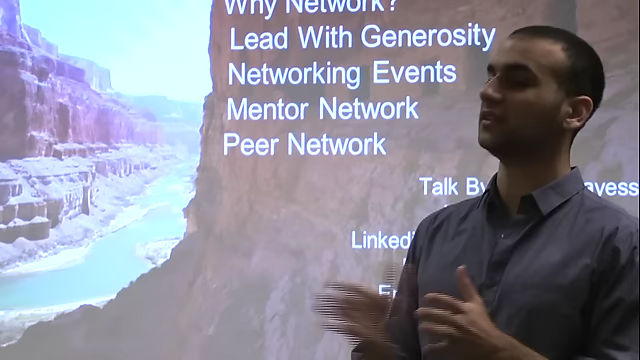 Why Network?
Lead With Generosity
Networking Events
Mentor Network
Peer Network
Talk By